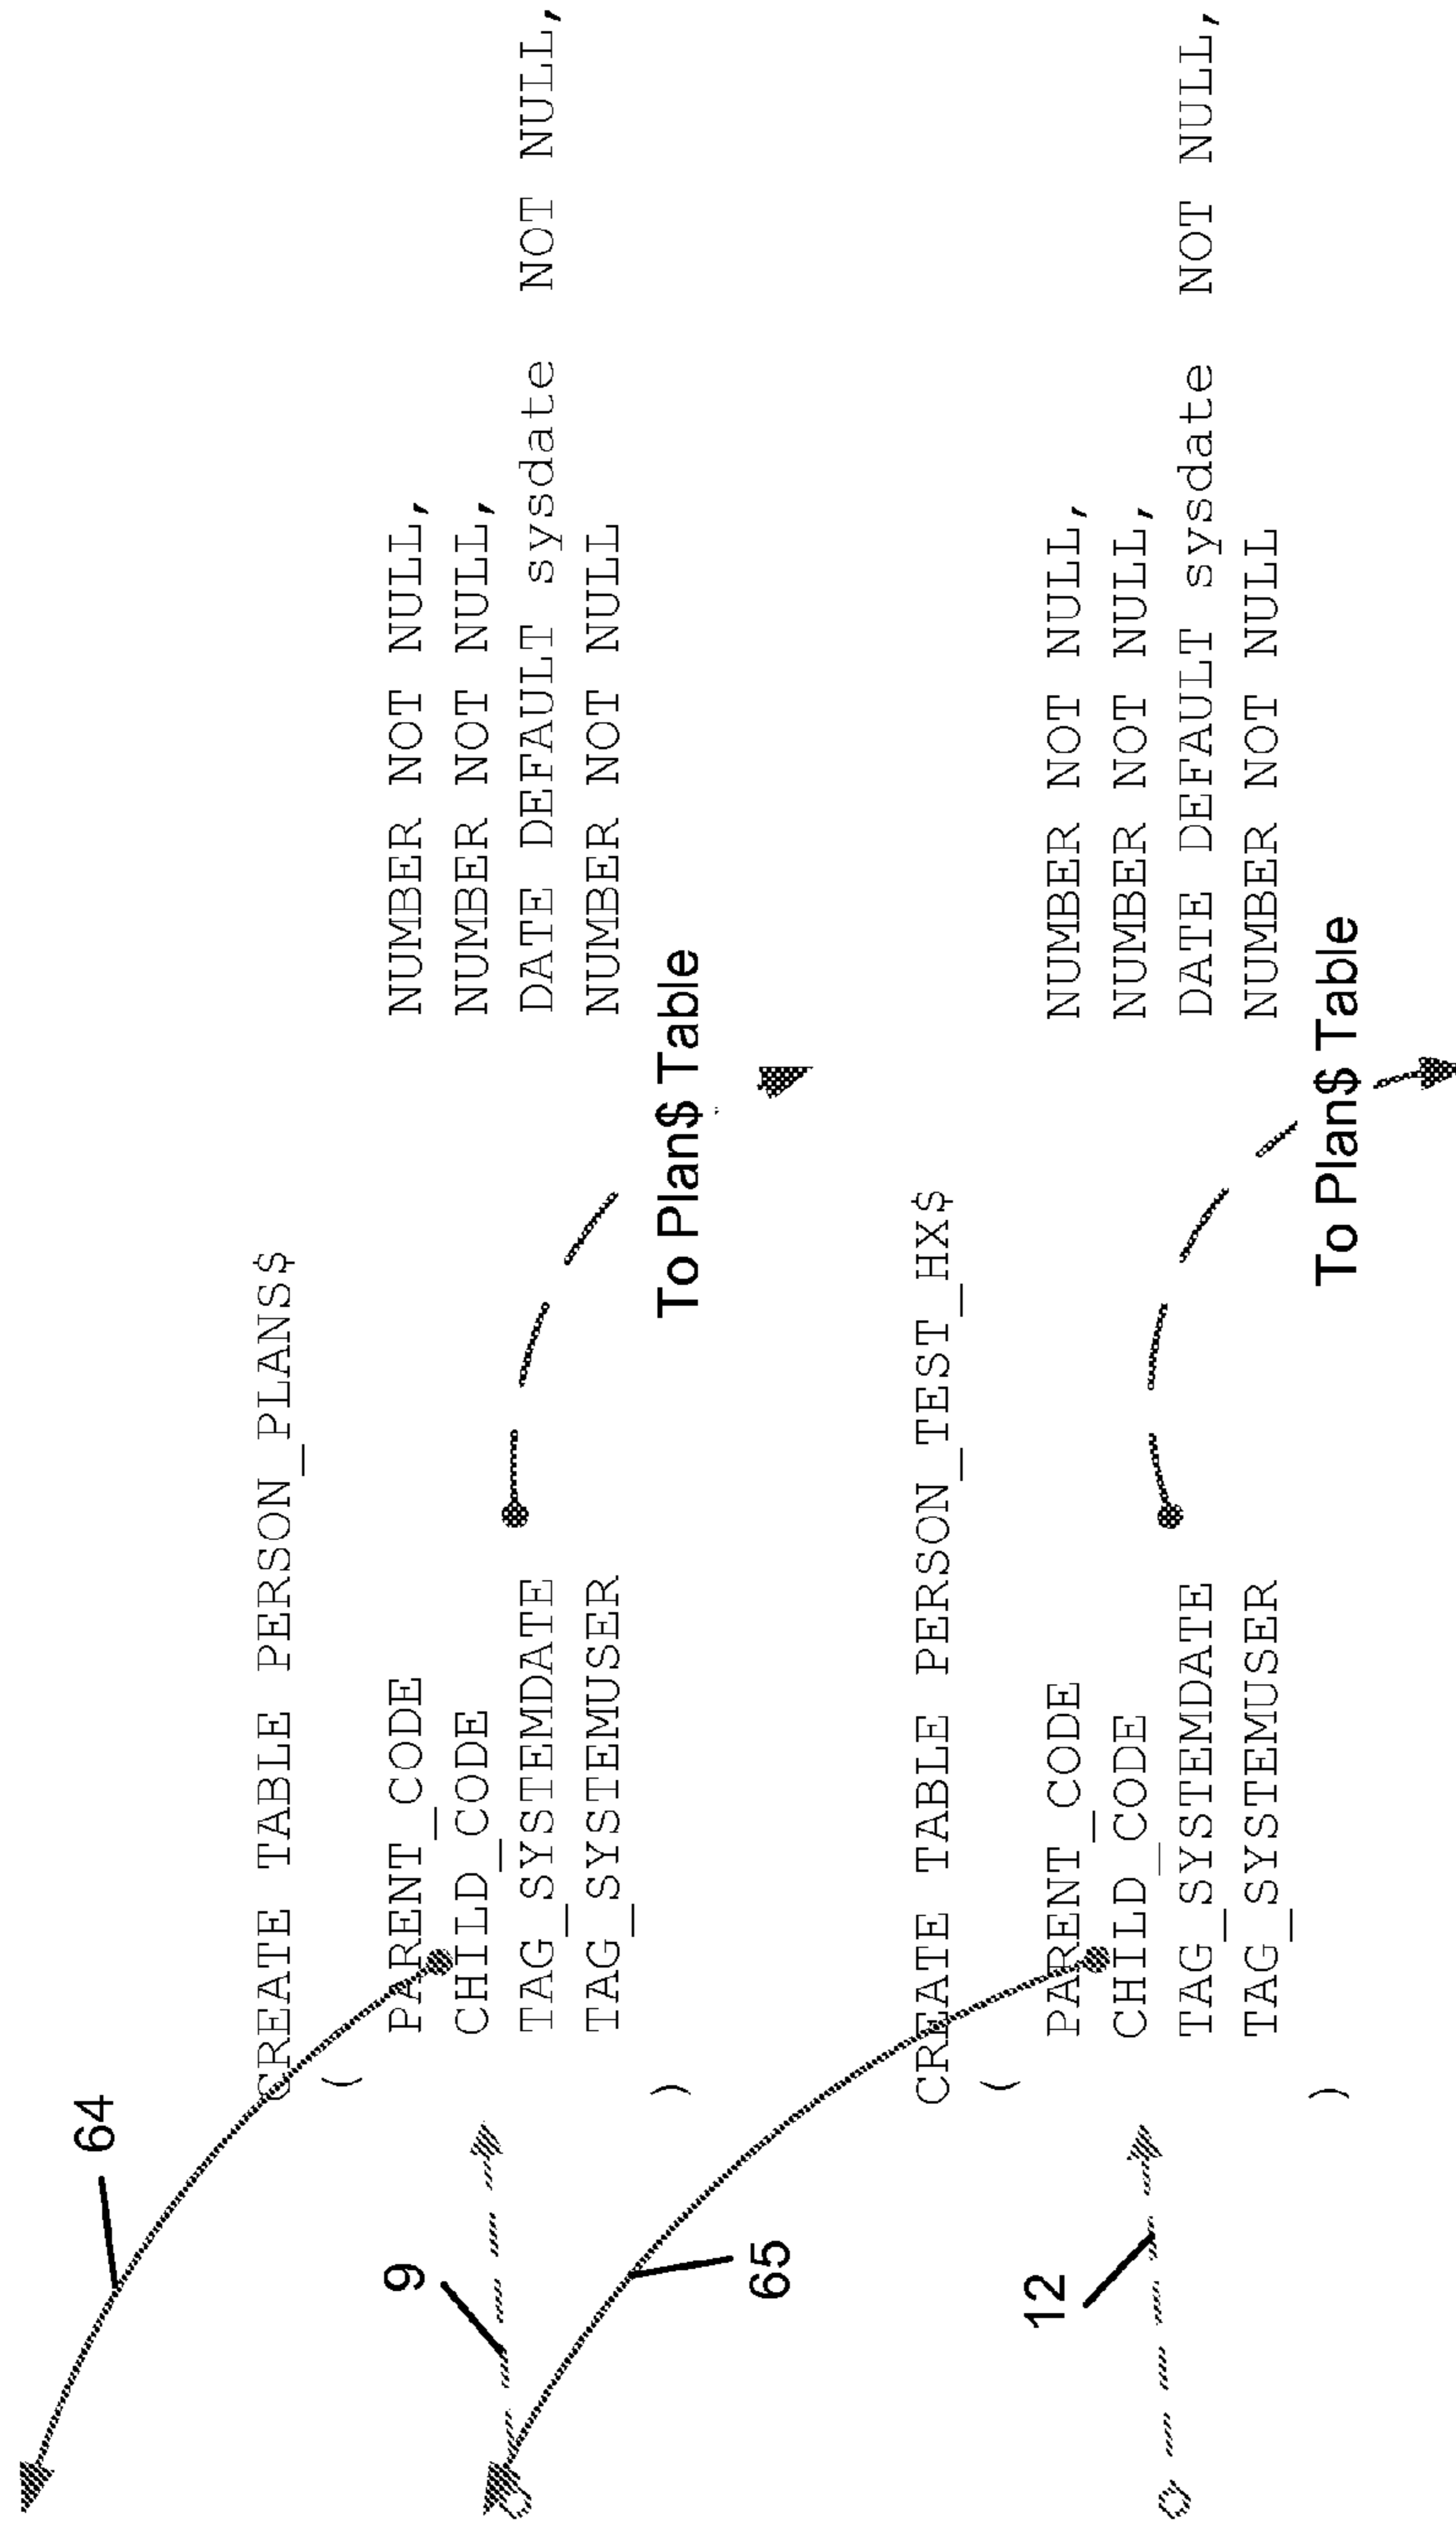 64
CREATE TABLE PERSON_PLANS$
(
PARENT_CODE NUMBER NOT NULL,
CHILD_CODE NUMBER NOT NULL,
TAG_SYSTEMDATE DATE DEFAULT sysdate NOT NULL,
TAG_SYSTEMUSER NUMBER NOT NULL
)
9
To Plan$ Table
65
CREATE TABLE PERSON_TEST_HX$
(
PARENT_CODE NUMBER NOT NULL,
CHILD_CODE NUMBER NOT NULL,
TAG_SYSTEMDATE DATE DEFAULT sysdate NOT NULL,
TAG_SYSTEMUSER NUMBER NOT NULL
)
12
To Plan$ Table